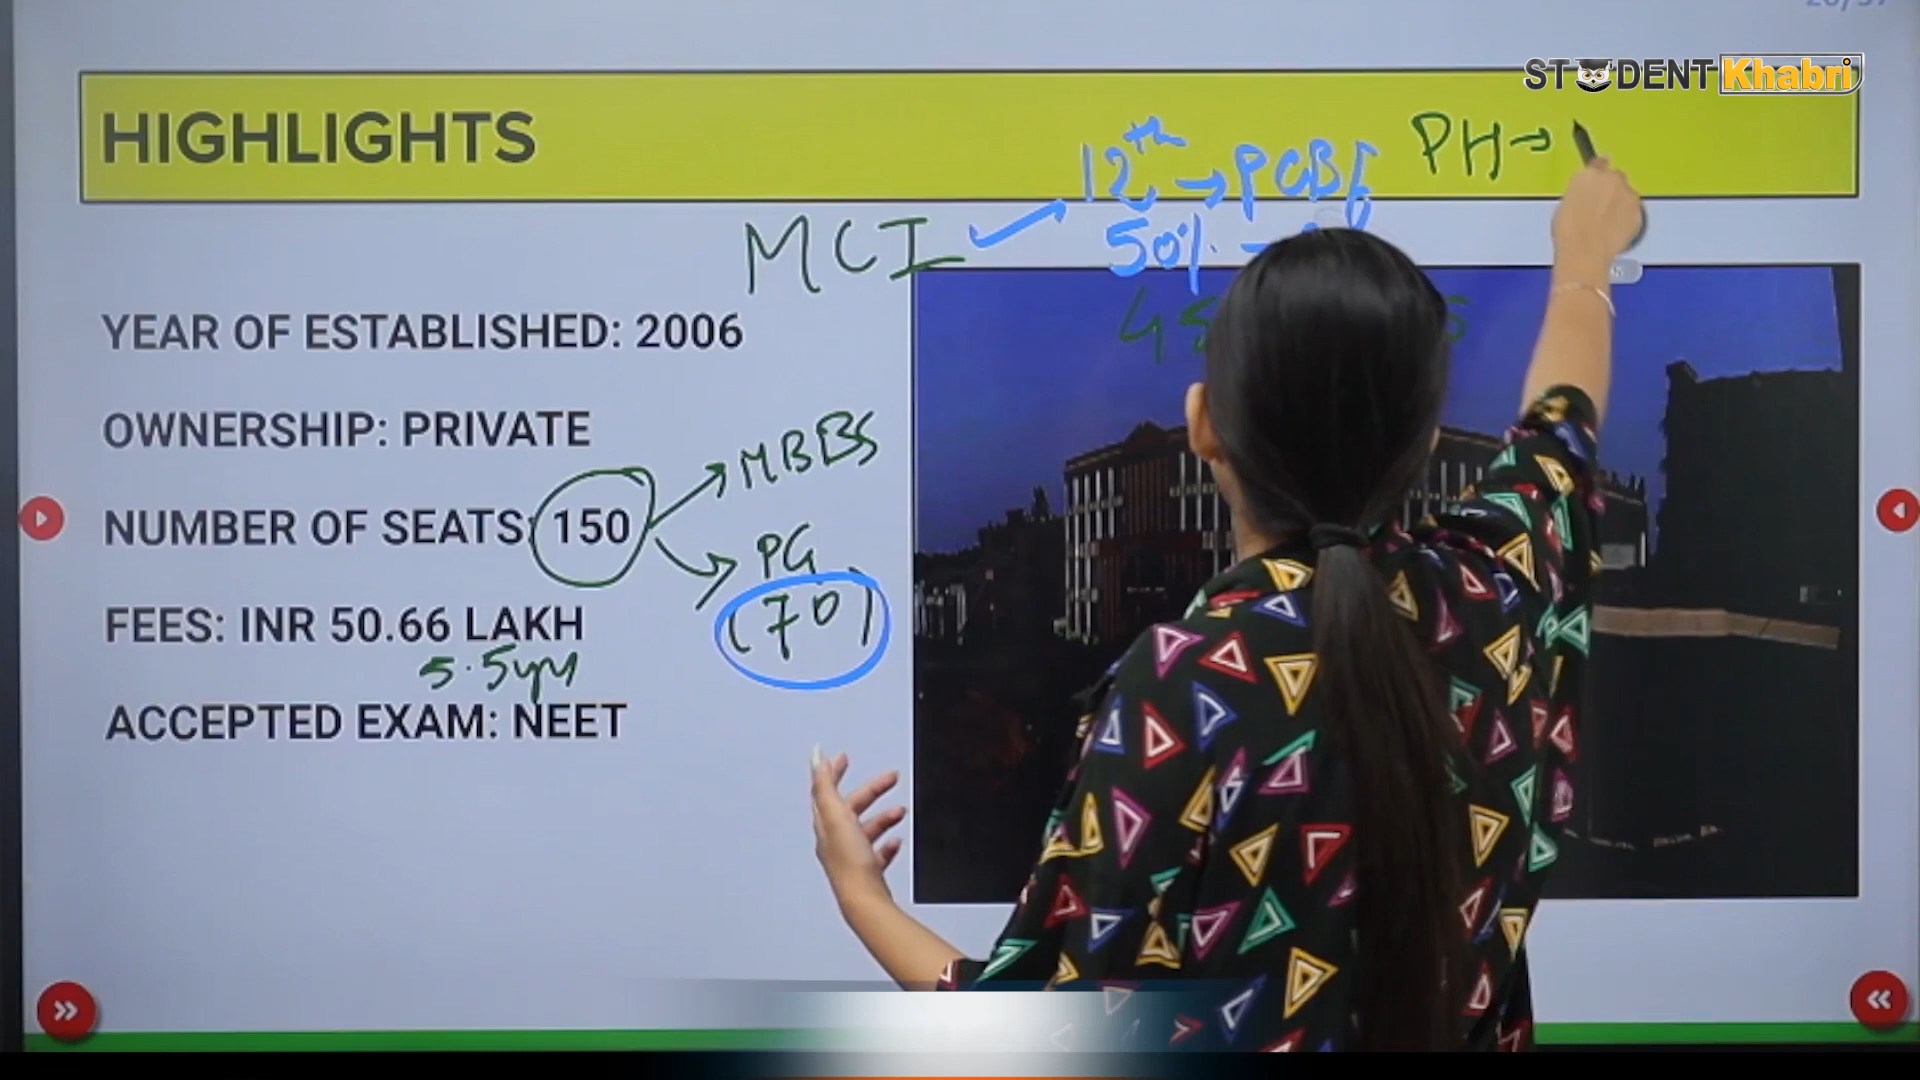 STUDENT Khabri
HIGHLIGHTS
12th → PCB
PH →
MCI
50%
YEAR OF ESTABLISHED: 2006
OWNERSHIP: PRIVATE
MBBS
NUMBER OF SEATS: 150
PG
(70)
FEES: INR 50.66 LAKH
5.5yr
ACCEPTED EXAM: NEET